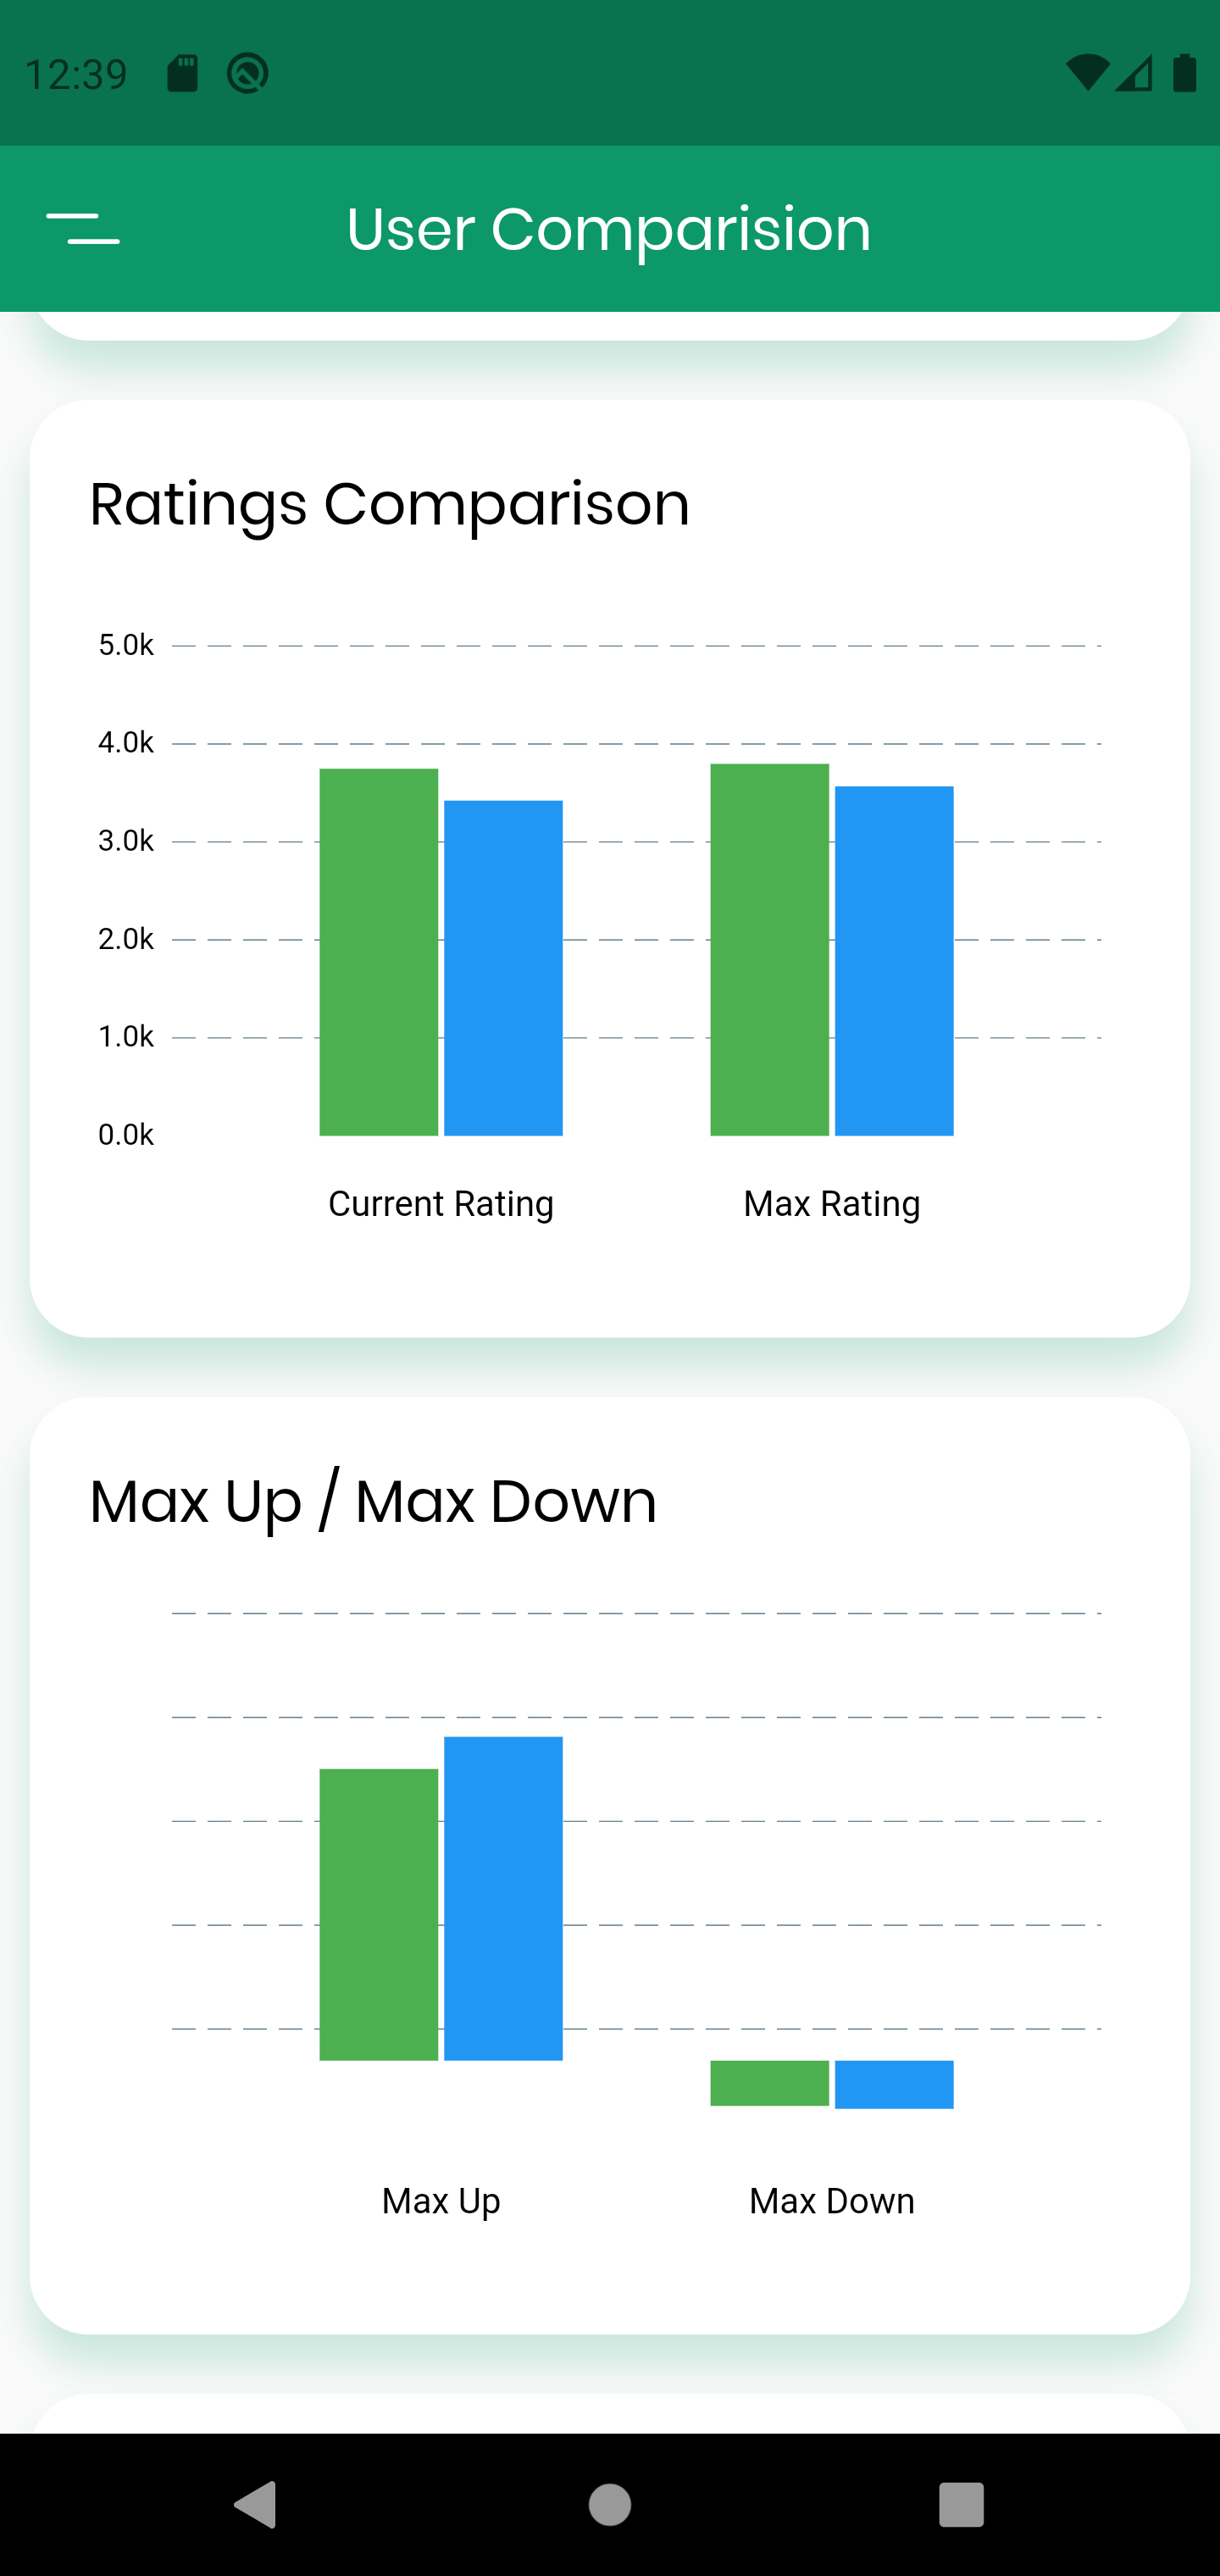 12:39
User Comparision
Ratings Comparison
5.0k
4.0k
3.0k
2.0k
1.0k
0.0k
Current Rating Max Rating
Max Up / Max Down
Max Up Max Down